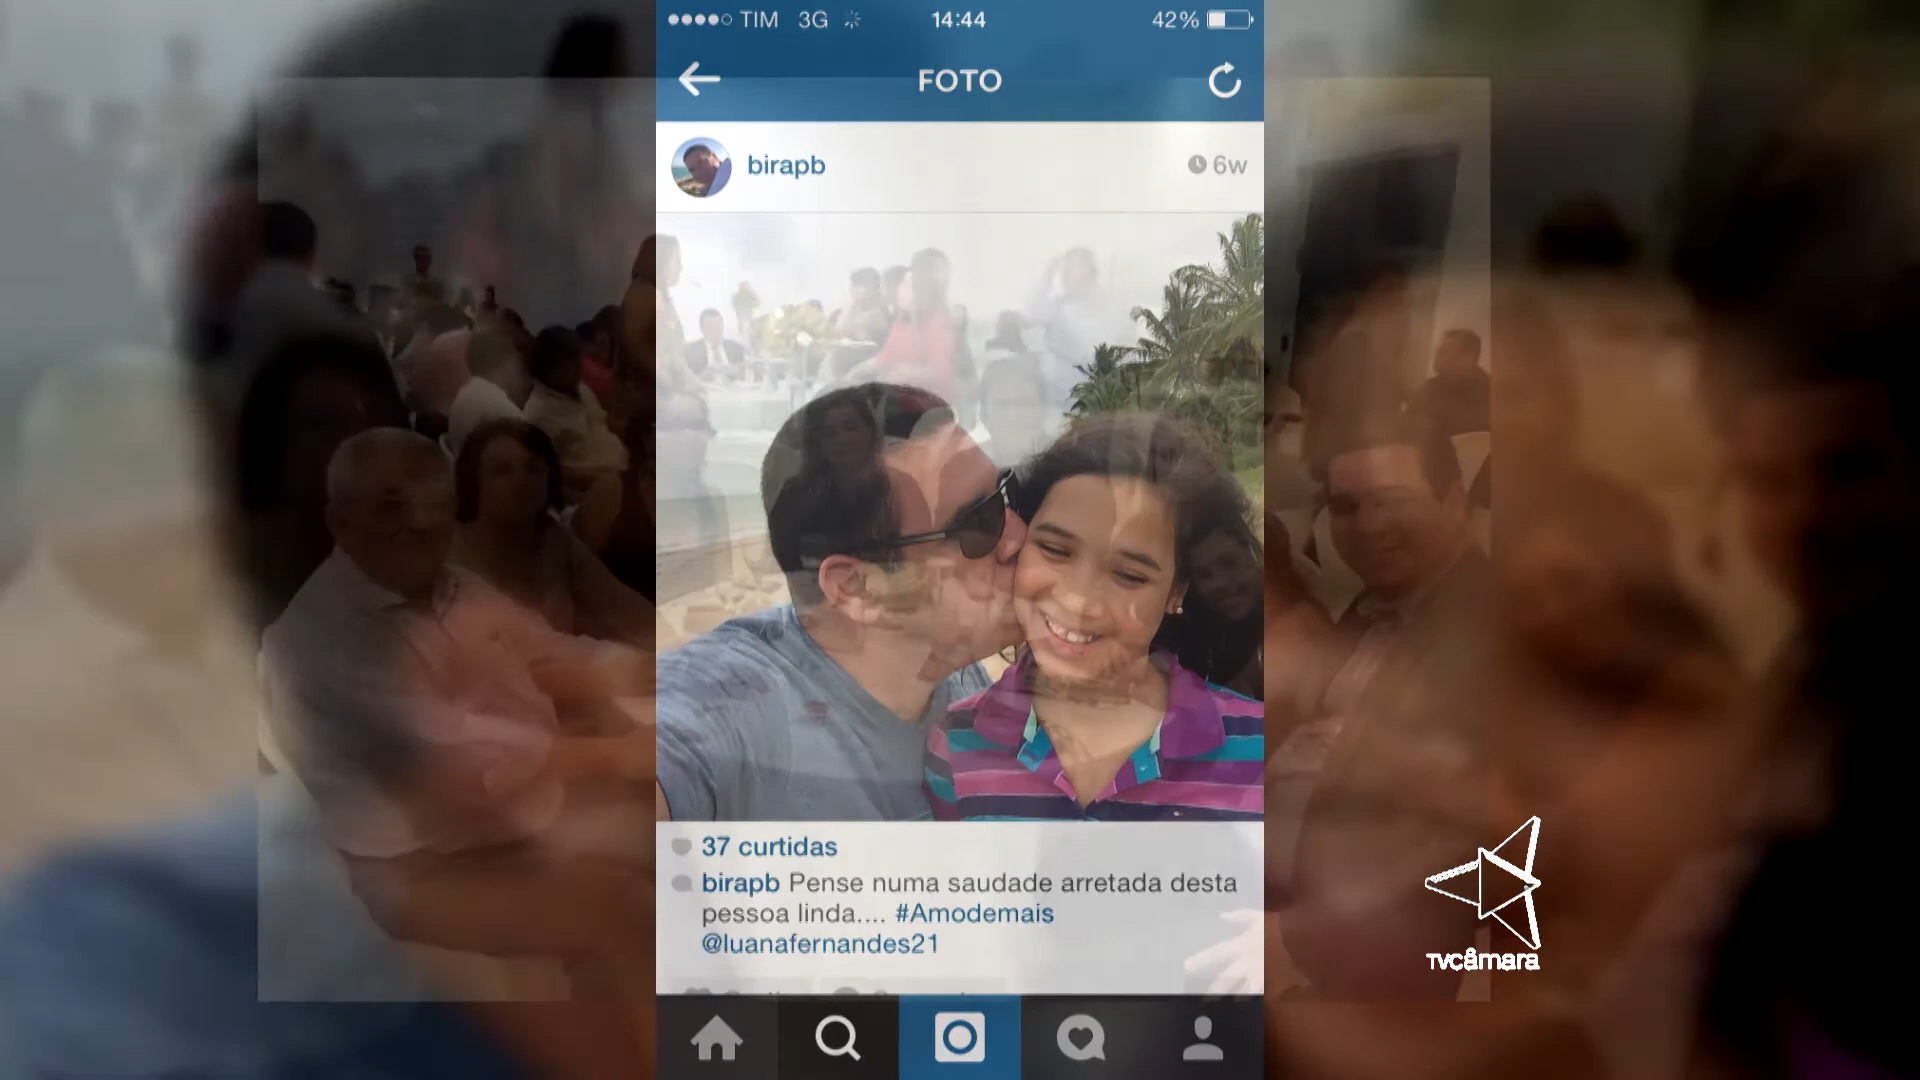 TIM 3G 14:44 42%
FOTO
birapb 6w
37 curtidas
birapb Pense numa saudade arretada desta
pessoa linda.... #Amodemais
@luanafernandes21
TVCâmara